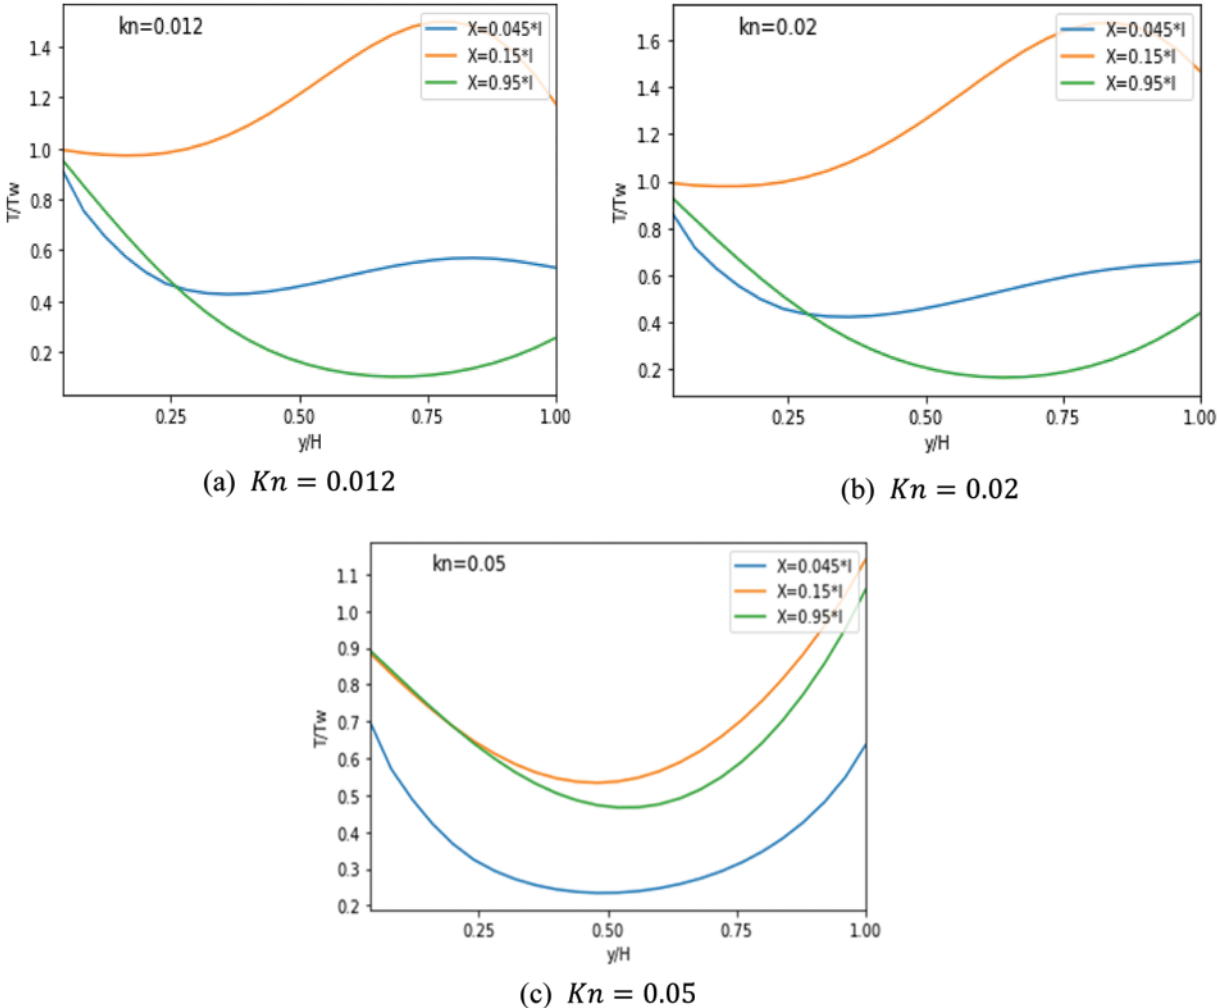 kn=0.012
X=0.045*l
X=0.15*l
X=0.95*l
1.4
1.2
1.0
0.8
0.6
0.4
0.2
T/Tw
0.25 0.50 0.75 1.00
y/H
(a) Kn = 0.012
kn=0.02
X=0.045*l
X=0.15*l
X=0.95*l
1.6
1.4
1.2
1.0
0.8
0.6
0.4
0.2
T/Tw
0.25 0.50 0.75 1.00
y/H
(b) Kn = 0.02
kn=0.05
X=0.045*l
X=0.15*l
X=0.95*l
1.1
1.0
0.9
0.8
0.7
0.6
0.5
0.4
0.3
0.2
T/Tw
0.25 0.50 0.75 1.00
y/H
(c) Kn = 0.05